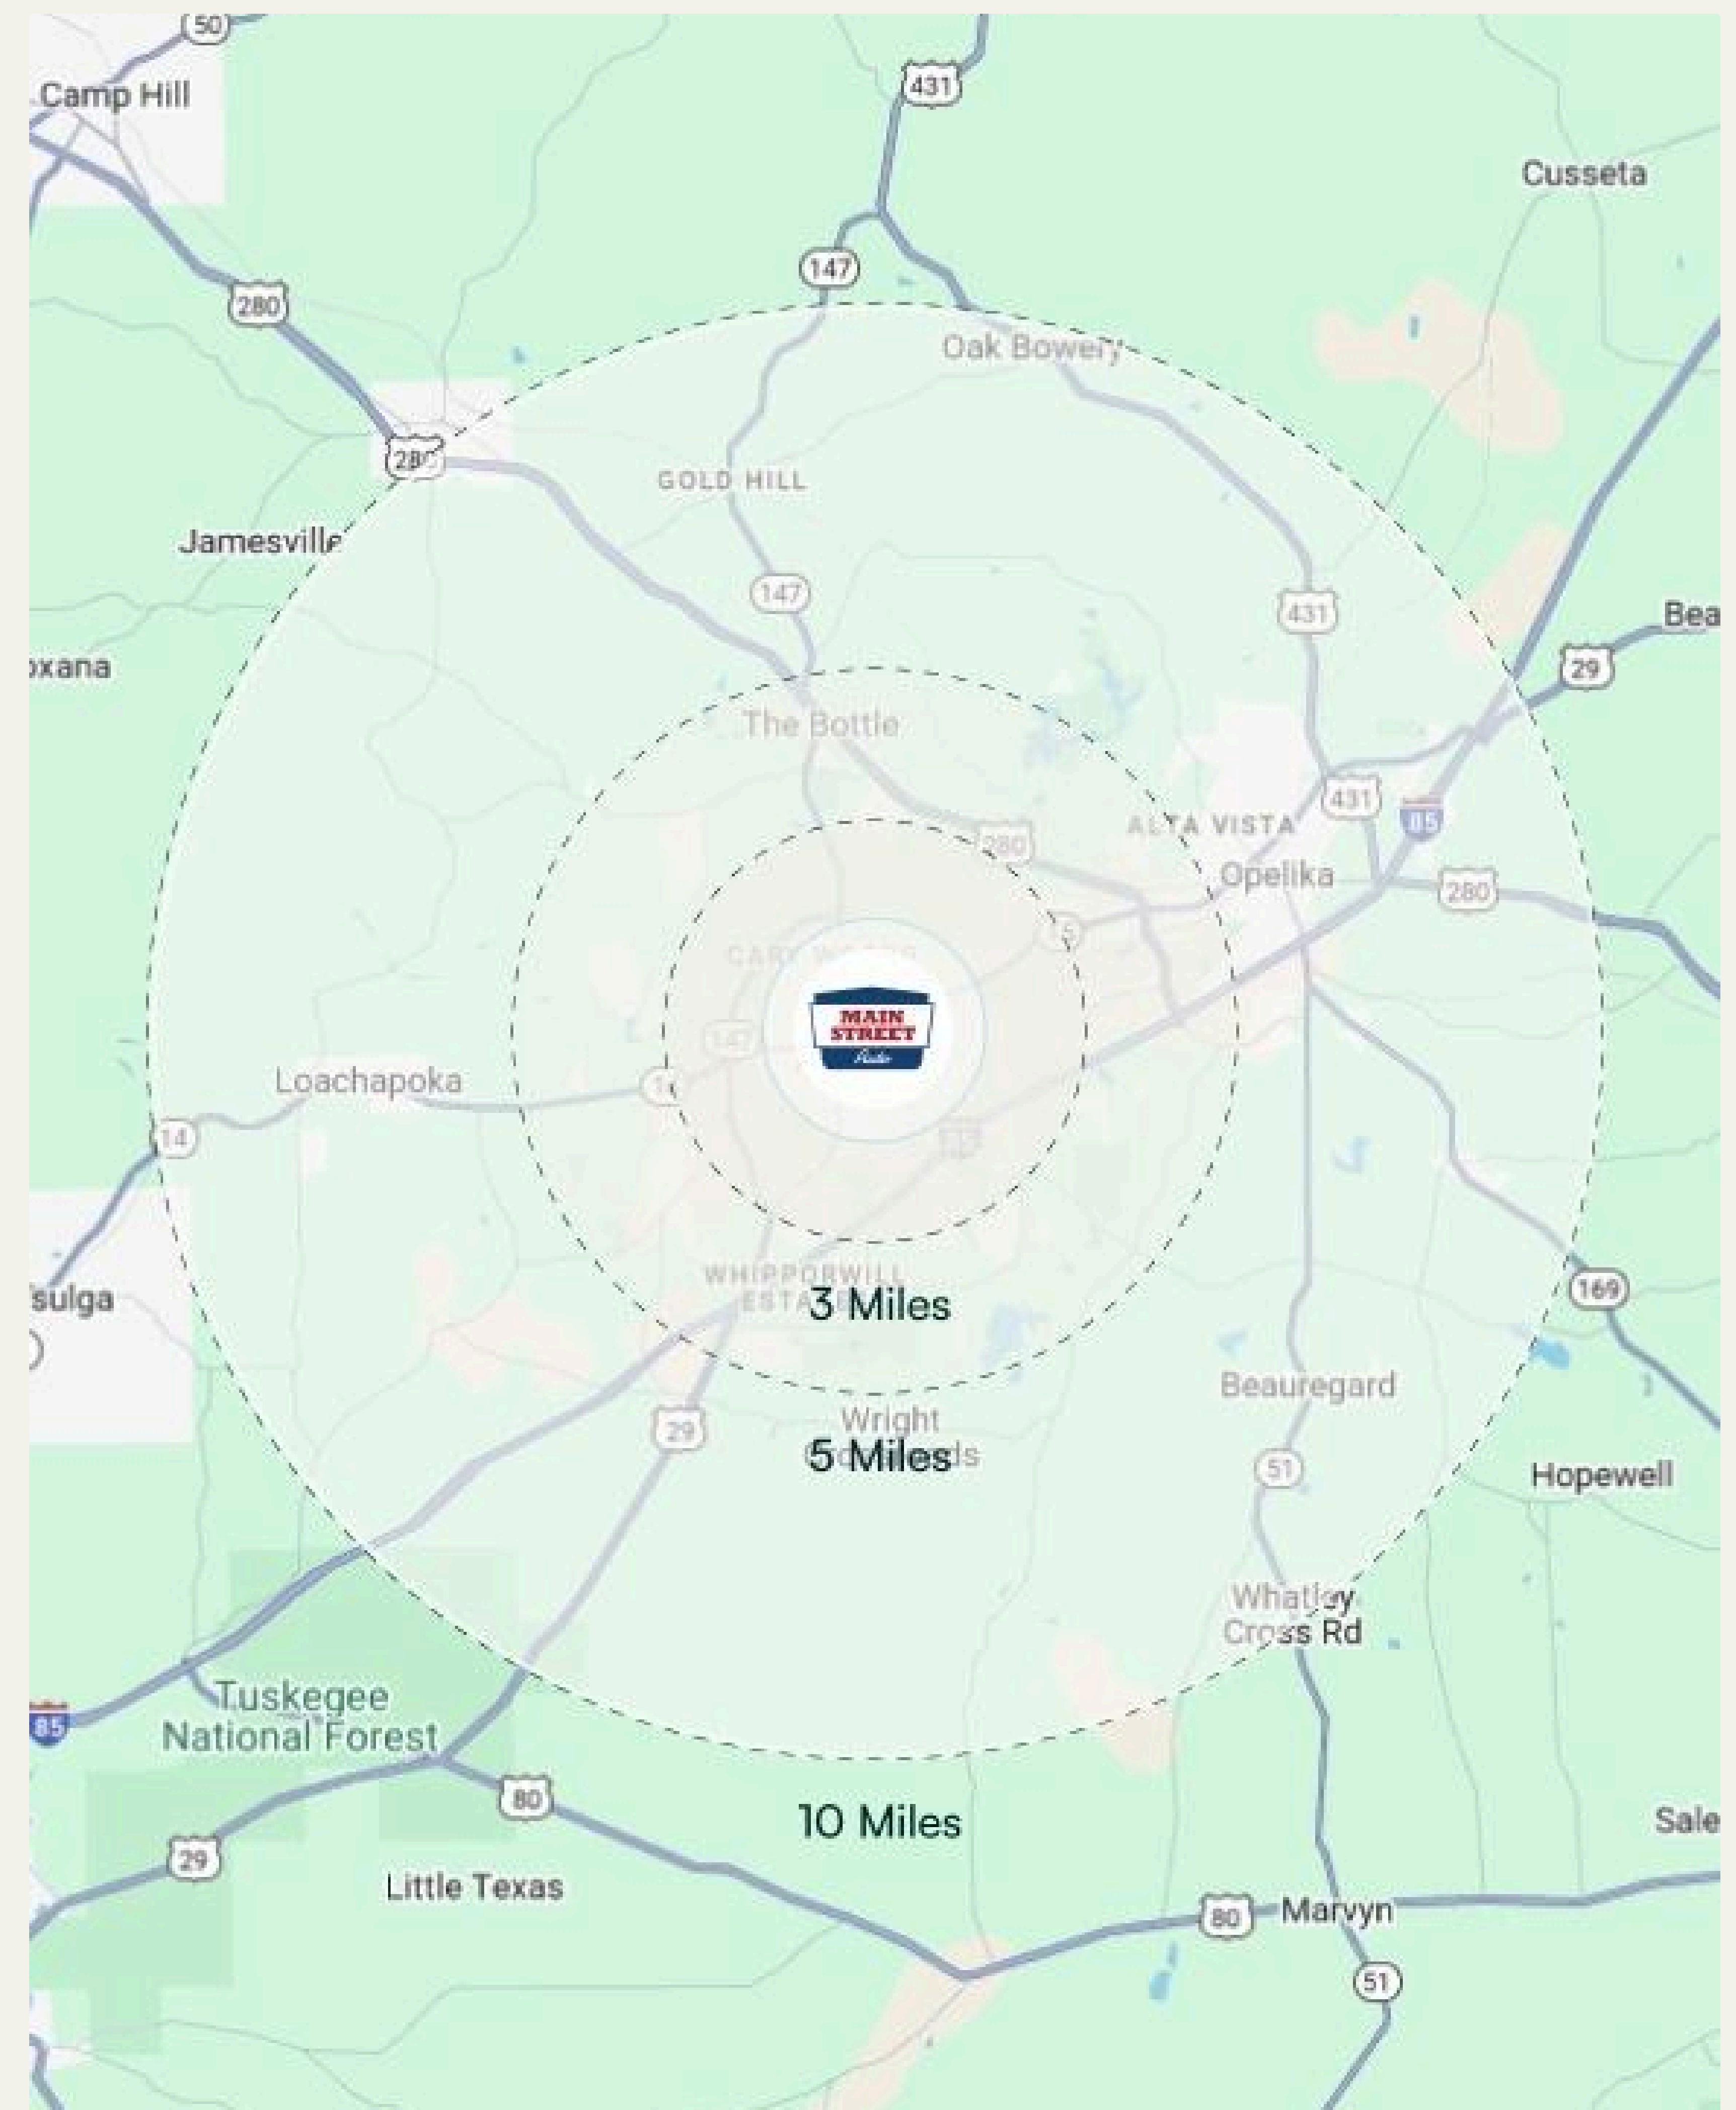 50
Camp Hill
431
Cusseta
147
280
Oak Bowery
GOLD HILL
Jamesville
147
431
Bea
29
oxana
The Bottle
431
ALTA VISTA
85
280
Opelika
280
147
MAIN
STREET
Auto
Loachapoka
14
WHIPPORWILL
3 Miles
169
sulga
Beauregard
Wright
29
5 Miles
51
Hopewell
Whatley
Cross Rd
Tuskegee
National Forest
85
80
10 Miles
Sale
29
Little Texas
80
Marvyn
51